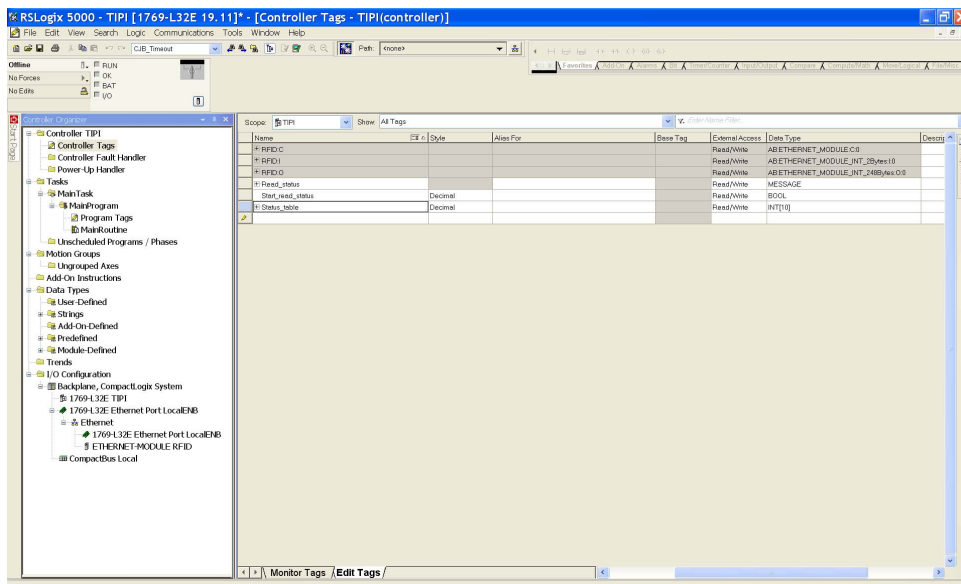 RSLogix 5000 - TIPI [1769-L32E 19.11]* - [Controller Tags - TIPI(controller)]
File Edit View Search Logic Communications Tools Window Help
CJB_Timeout
Path: <none>
Offline
RUN
No Forces
OK
BAT
No Edits
I/O
Favorites Add-On Alarms Bit Timer/Counter Input/Output Compare Compute/Math Move/Logical
Controller Organizer
Start Page
Scope: TIPI Show: All Tags
Enter Name Filter...
Controller TIPI
Controller Tags
Controller Fault Handler
Power-Up Handler
Tasks
MainTask
MainProgram
Program Tags
MainRoutine
Unscheduled Programs / Phases
Motion Groups
Ungrouped Axes
Add-On Instructions
Data Types
User-Defined
Strings
Add-On-Defined
Predefined
Module-Defined
Trends
I/O Configuration
Backplane, CompactLogix System
1769-L32E TIPI
1769-L32E Ethernet Port LocalENB
Ethernet
1769-L32E Ethernet Port LocalENB
ETHERNET-MODULE RFID
CompactBus Local
Name Style Alias For Base Tag External Access Data Type
RFID:C Read/Write AB:ETHERNET_MODULE:C:0
RFID:I Read/Write AB:ETHERNET_MODULE_INT_2Bytes:I:0
RFID:O Read/Write AB:ETHERNET_MODULE_INT_248Bytes:O:0
Read_status Read/Write MESSAGE
Start_read_status Decimal Read/Write BOOL
Status_table Decimal Read/Write INT[10]
Monitor Tags Edit Tags